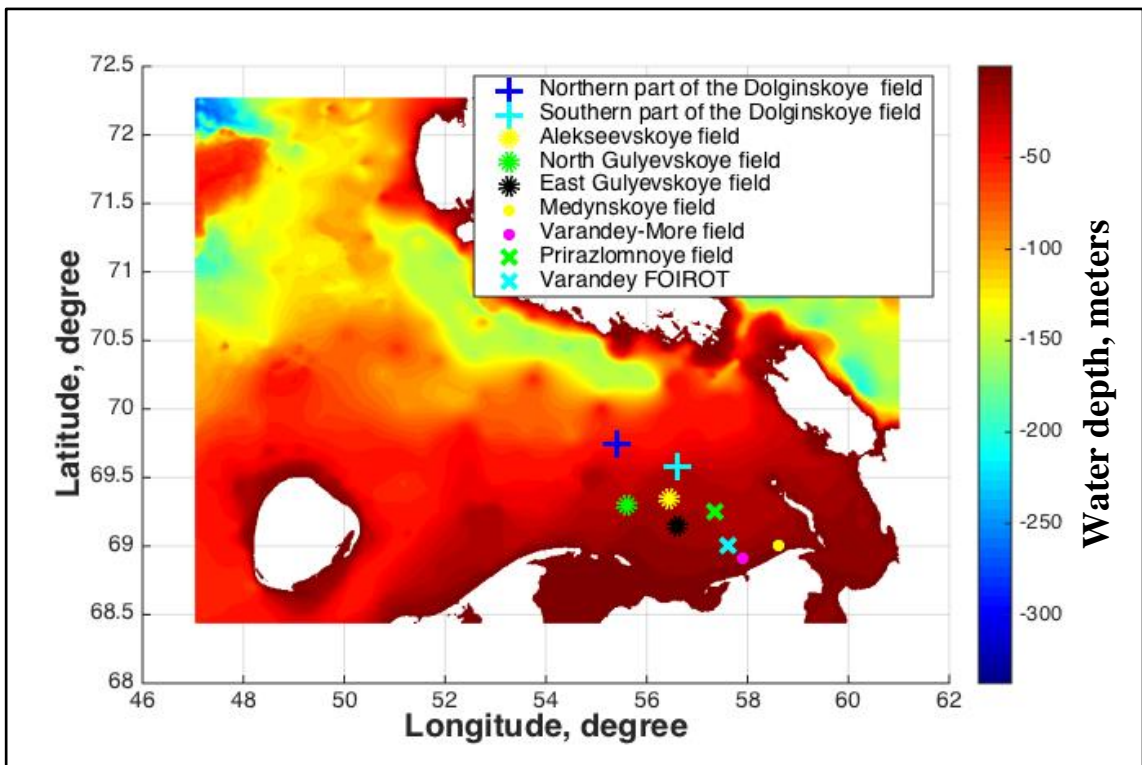 72.5
72
71.5
71
70.5
70
69.5
69
68.5
68
46
48
50
52
54
56
58
60
62
Latitude, degree
Longitude, degree
Northern part of the Dolginskoye field
Southern part of the Dolginskoye field
Alekseevskoye field
North Gulyevskoye field
East Gulyevskoye field
Medynskoye field
Varandey-More field
Prirazlomnoye field
Varandey FOIROT
-50
-100
-150
-200
-250
-300
Water depth, meters